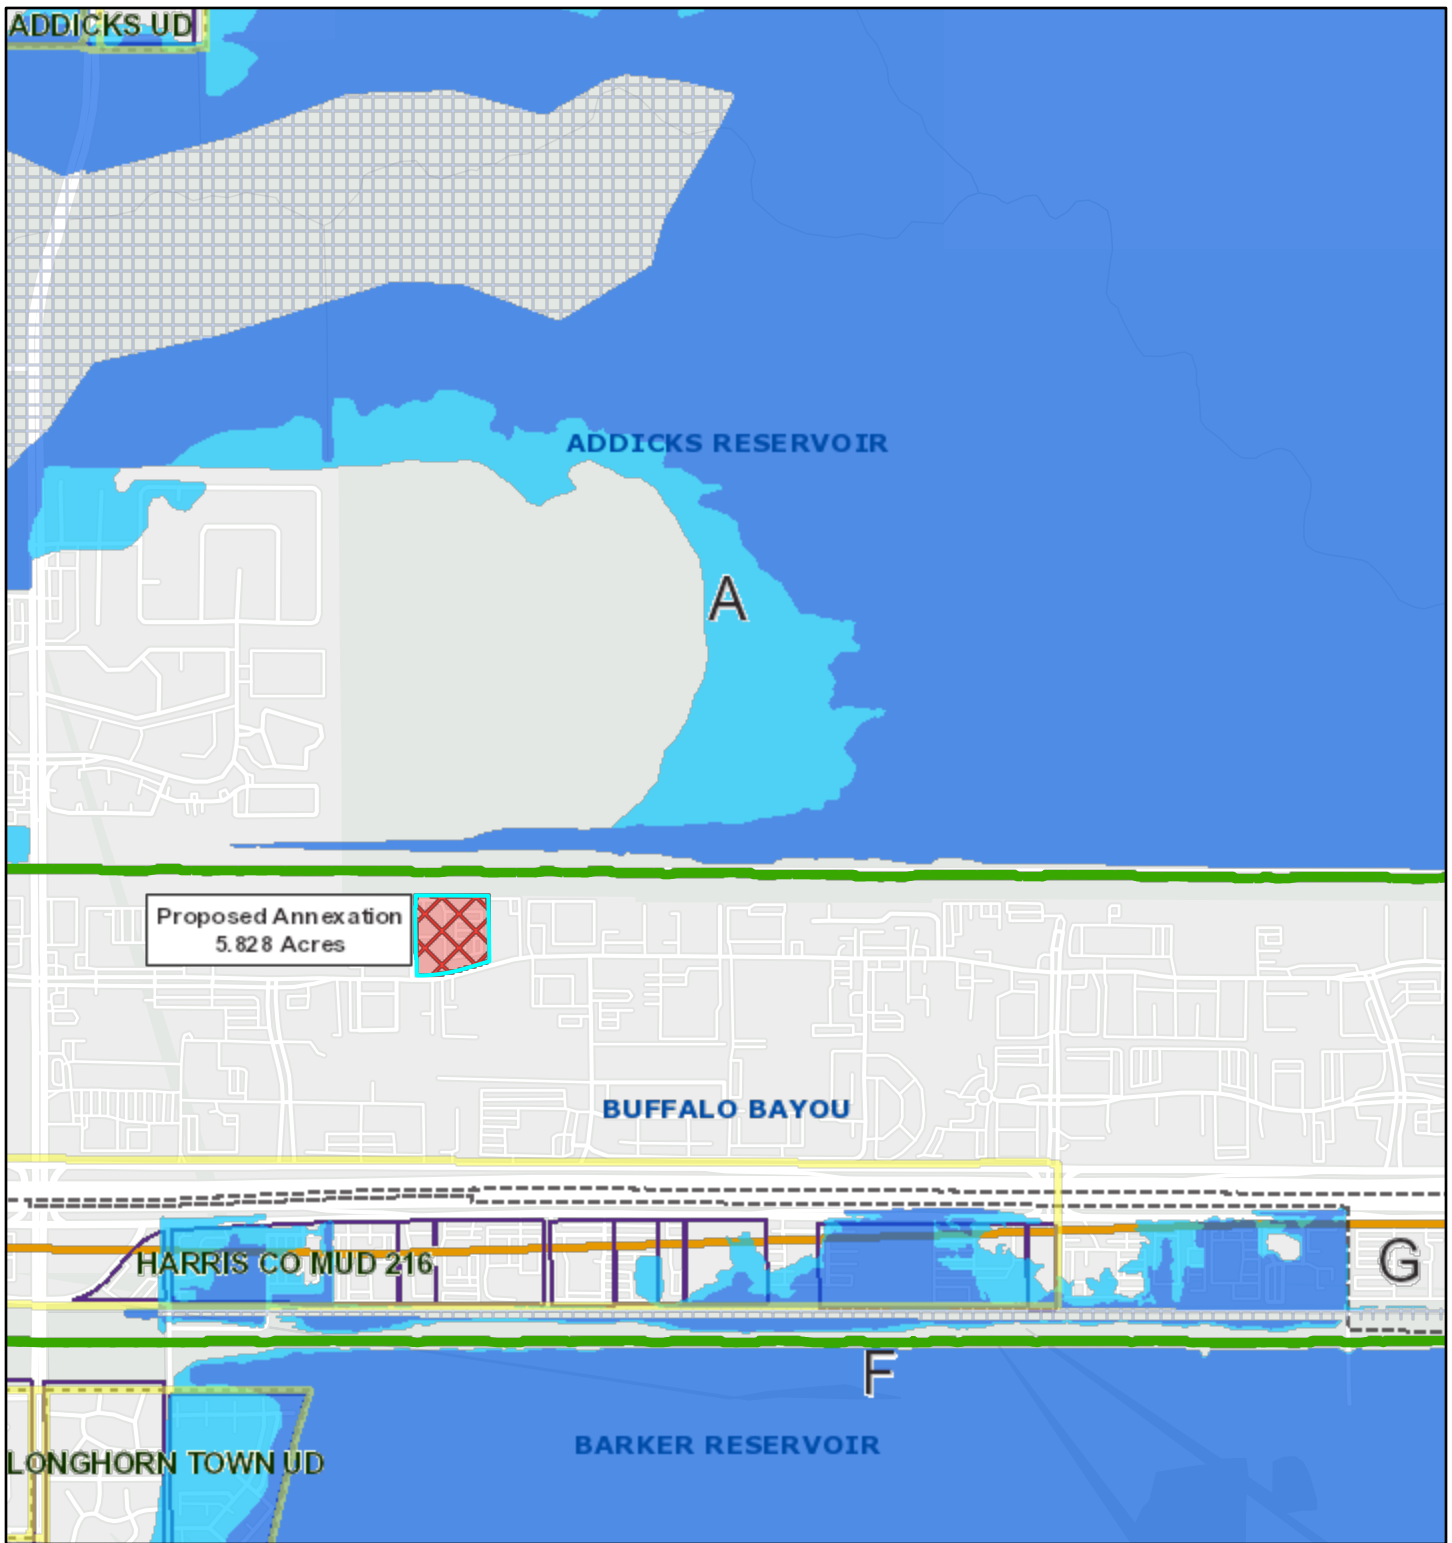 ADDICKS UD
ADDICKS RESERVOIR
A
Proposed Annexation
5.828 Acres
BUFFALO BAYOU
HARRIS CO MUD 216
G
F
BARKER RESERVOIR
LONGHORN TOWN UD